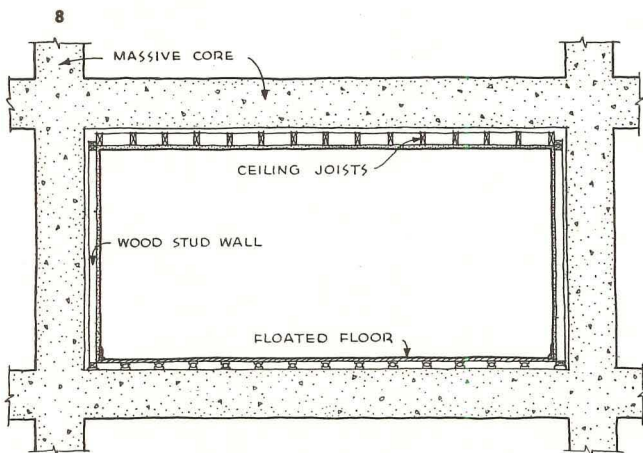 8
MASSIVE CORE
CEILING JOISTS
WOOD STUD WALL
FLOATED FLOOR